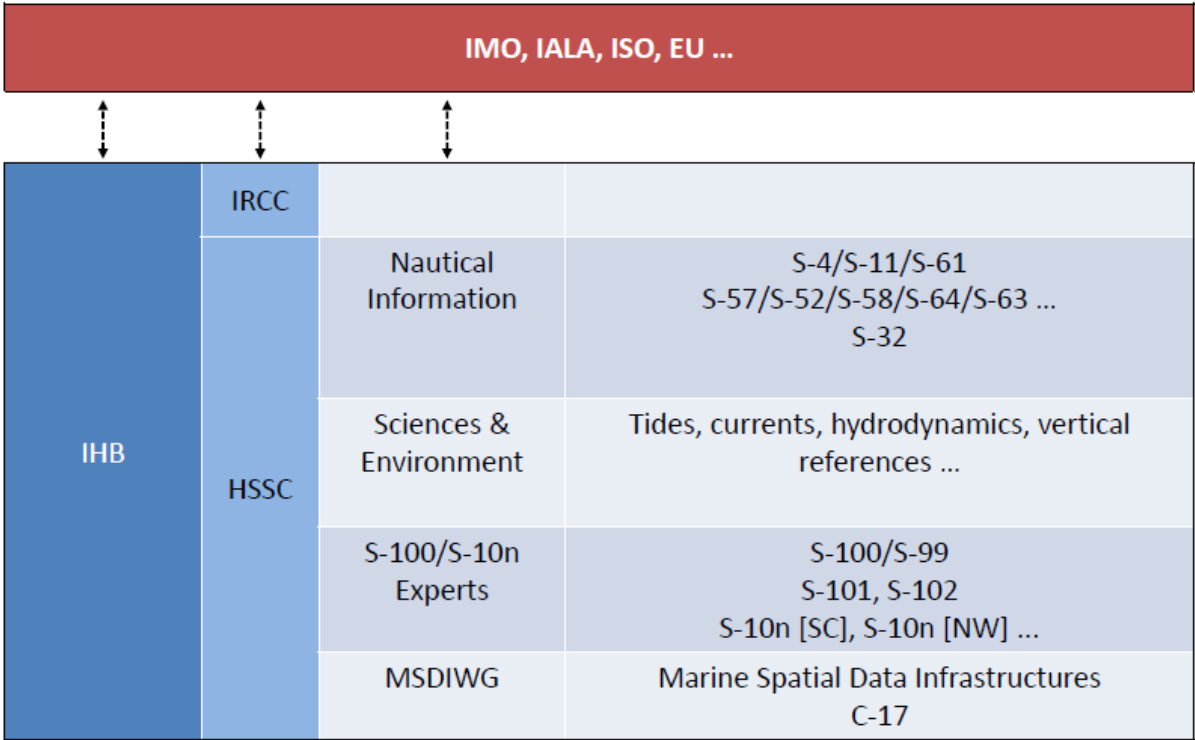 IMO, IALA, ISO, EU ...
IHB
IRCC
HSSC
Nautical
Information
S-4/S-11/S-61
S-57/S-52/S-58/S-64/S-63 ...
S-32
Sciences &
Environment
Tides, currents, hydrodynamics, vertical
references ...
S-100/S-10n
Experts
S-100/S-99
S-101, S-102
S-10n [SC], S-10n [NW] ...
MSDIWG
Marine Spatial Data Infrastructures
C-17